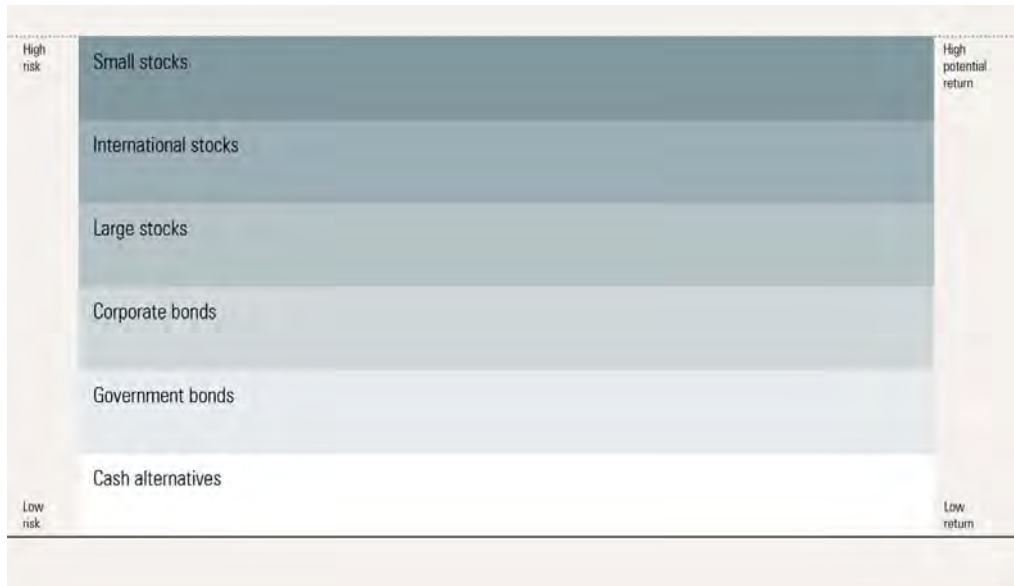 High
risk
Small stocks
High
potential
return
International stocks
Large stocks
Corporate bonds
Government bonds
Cash alternatives
Low
risk
Low
return